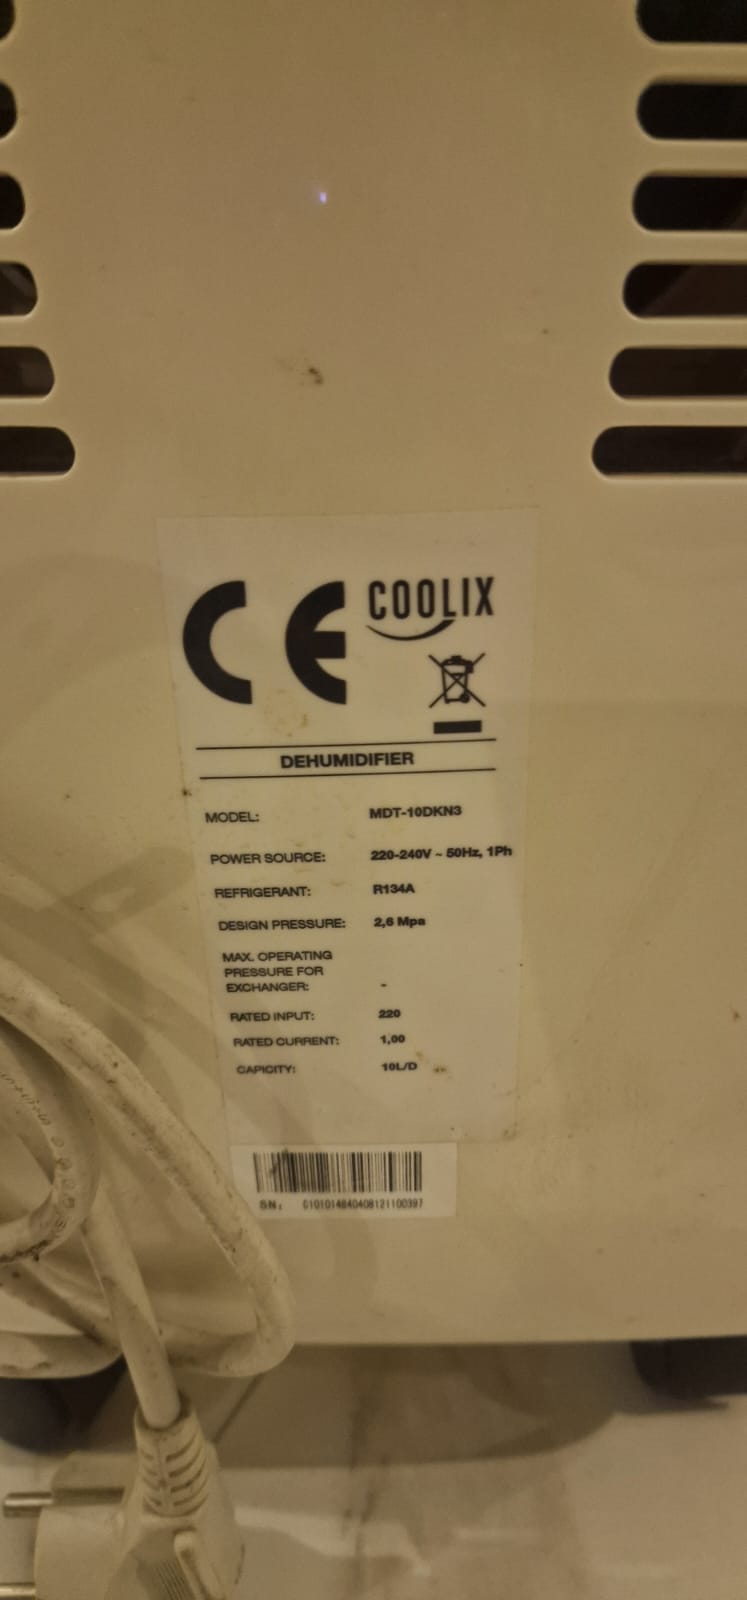 CE COOLIX
DEHUMIDIFIER
MODEL: MDT-10DKN3
POWER SOURCE: 220-240V ~ 50Hz, 1Ph
REFRIGERANT: R134A
DESIGN PRESSURE: 2,6 Mpa
MAX. OPERATING
PRESSURE FOR
EXCHANGER: -
RATED INPUT: 220
RATED CURRENT: 1,00
CAPICITY: 10L/D
SN: